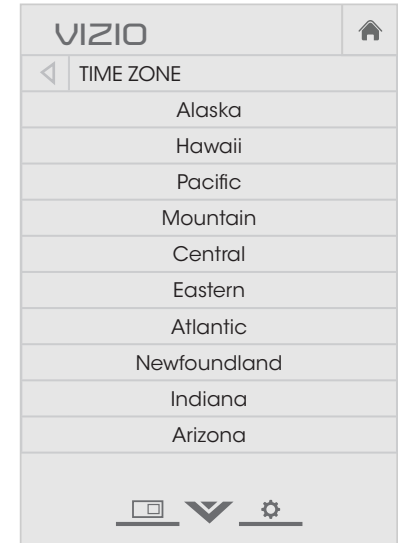 VIZIO
TIME ZONE
Alaska
Hawaii
Pacific
Mountain
Central
Eastern
Atlantic
Newfoundland
Indiana
Arizona